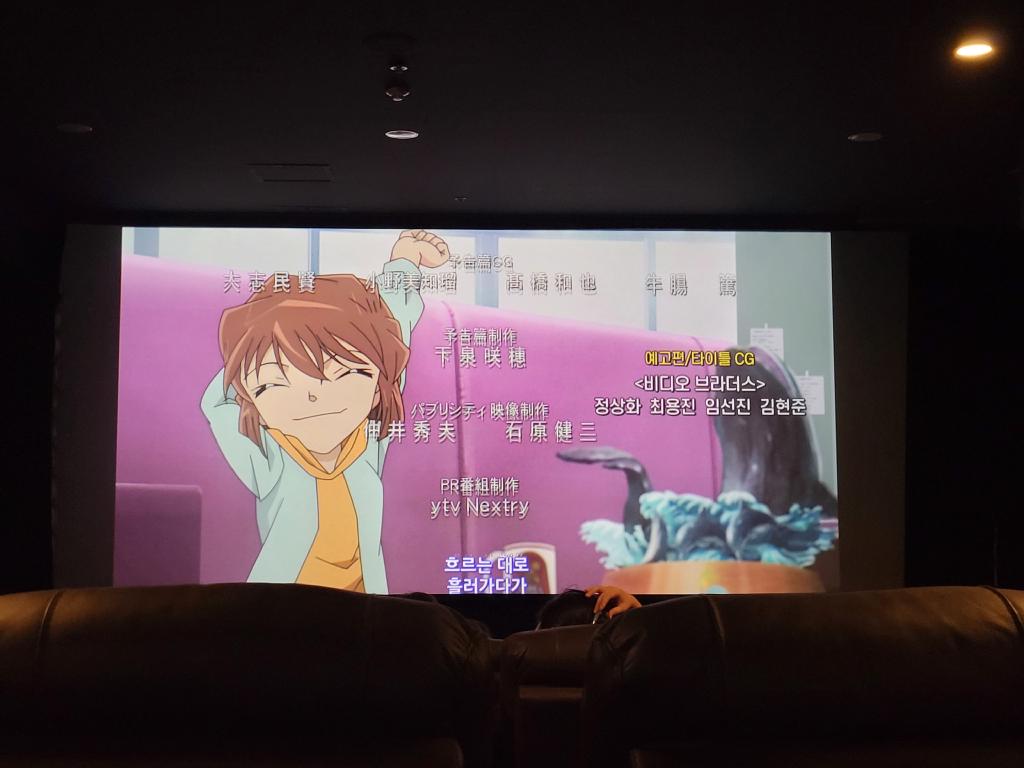 予告篇CG
大志民賢 小野美知瑠 髙橋和也 牛腸 篤
予告篇制作
下泉咲穂
예고편/타이틀 CG
<비디오 브라더스>
정상화 최용진 임선진 김현준
パブリシティ映像制作
仲井秀夫 石原健三
PR番組制作
ytv Nextry
흐르는 대로
흘러가다가